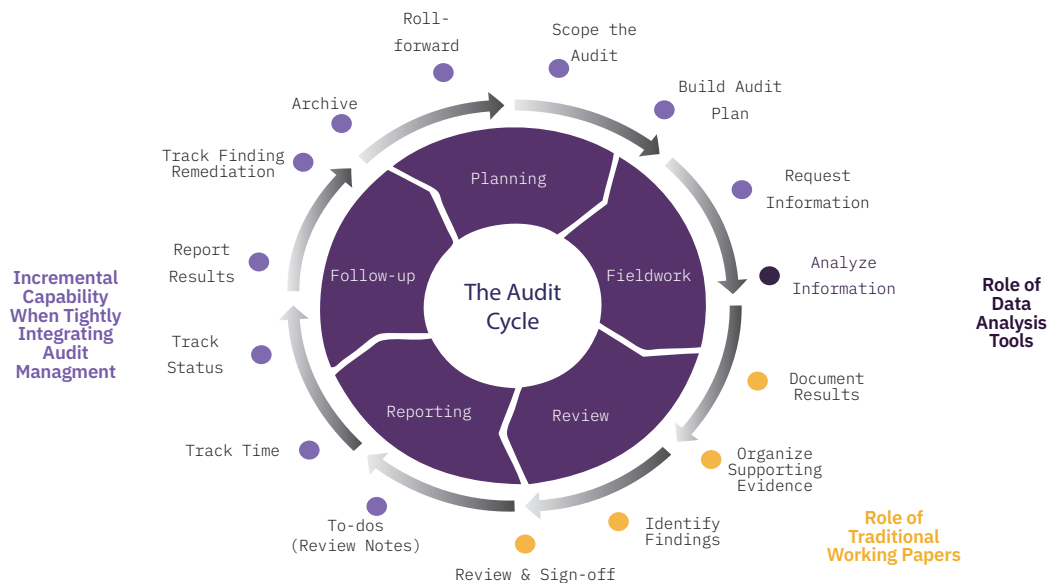 Roll-
forward
Scope the
Audit
Build Audit
Plan
Archive
Track Finding
Remediation
Request
Information
Planning
Report
Results
Follow-up
Fieldwork
Analyze
Information
The Audit
Cycle
Incremental
Capability
When Tightly
Integrating
Audit
Managment
Role of
Data
Analysis
Tools
Track
Status
Document
Results
Reporting
Review
Track Time
Organize
Supporting
Evidence
To-dos
(Review Notes)
Identify
Findings
Role of
Traditional
Working Papers
Review & Sign-off